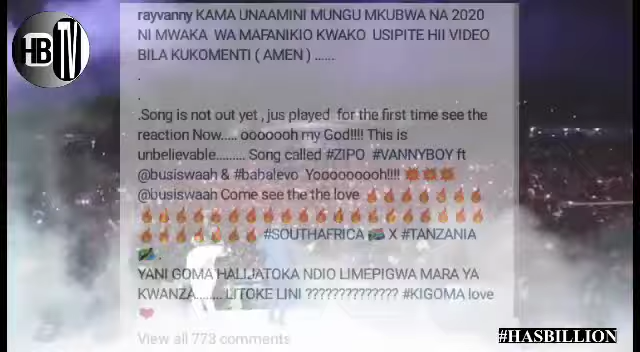 HB TV
rayvanny KAMA UNAAMINI MUNGU MKUBWA NA 2020
NI MWAKA WA MAFANIKIO KWAKO USIPITE HII VIDEO
BILA KUKOMENTI ( AMEN ) ......
.
.
.Song is not out yet , jus played for the first time see the
reaction Now..... ooooooh my God!!!! This is
unbelievable......... Song called #ZIPO #VANNYBOY ft
@busiswaah & #babalevo Yooooooooh!!!! 💥💥💥
@busiswaah Come see the the love 🔥🔥🔥🔥🔥🔥
🔥🔥🔥🔥🔥🔥🔥🔥🔥🔥🔥🔥🔥🔥🔥🔥🔥🔥
🔥🔥🔥🔥🔥🔥 #SOUTHAFRICA 🇿🇦 X #TANZANIA
🇹🇿 .
YANI GOMA HALIJATOKA NDIO LIMEPIGWA MARA YA
KWANZA........ LITOKE LINI ?????????????? #KIGOMA love
❤️
View all 773 comments
#HASBILLION